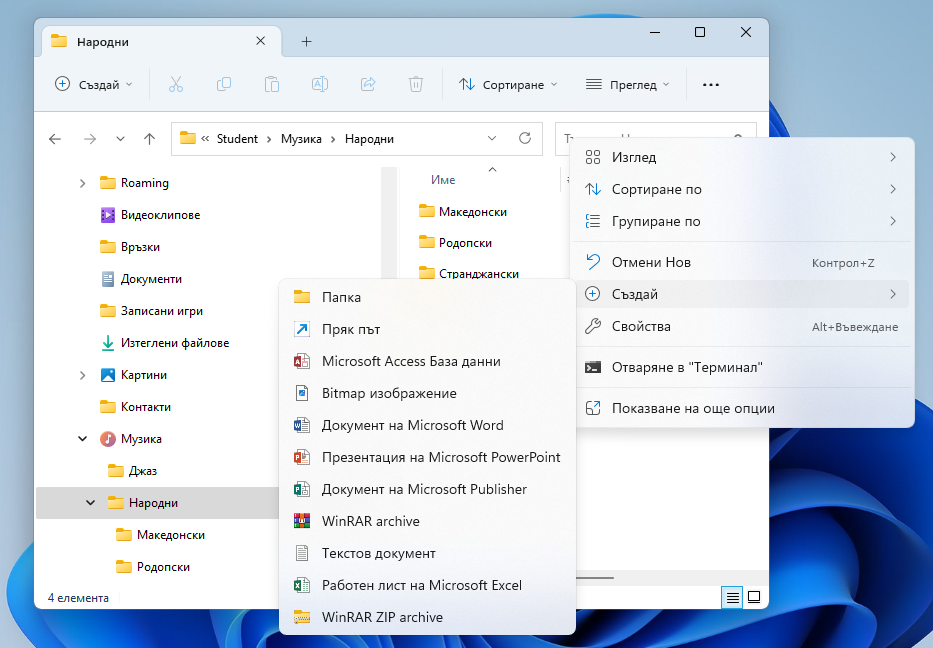 Народни
Създай
Сортиране
Преглед
Student
Музика
Народни
Roaming
Видеоклипове
Връзки
Документи
Записани игри
Изтеглени файлове
Картини
Контакти
Музика
Джаз
Народни
Македонски
Родопски
4 елемента
Име
Македонски
Родопски
Странджански
Изглед
Сортиране по
Групиране по
Отмени Нов Контрол+Z
Създай
Свойства Alt+Въвеждане
Отваряне в "Терминал"
Показване на още опции
Папка
Пряк път
Microsoft Access База данни
Bitmap изображение
Документ на Microsoft Word
Презентация на Microsoft PowerPoint
Документ на Microsoft Publisher
WinRAR archive
Текстов документ
Работен лист на Microsoft Excel
WinRAR ZIP archive